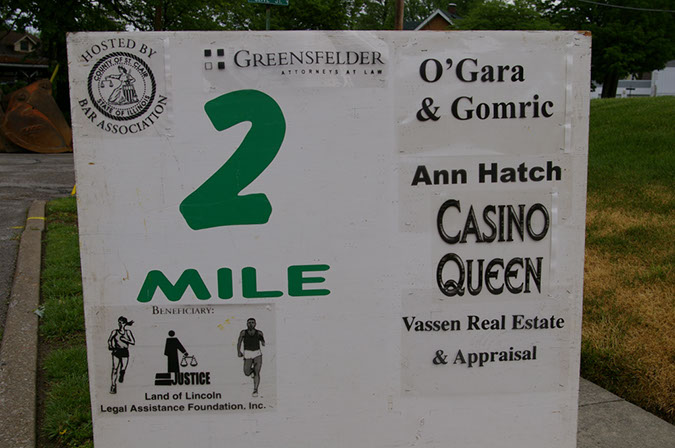 HOSTED BY
COUNTY OF ST. CLAIR
STATE OF ILLINOIS
BAR ASSOCIATION
GREENSFELDER
ATTORNEYS AT LAW
2
MILE
BENEFICIARY:
JUSTICE
Land of Lincoln
Legal Assistance Foundation, Inc.
O'Gara
& Gomric
Ann Hatch
CASINO
QUEEN
Vassen Real Estate
& Appraisal